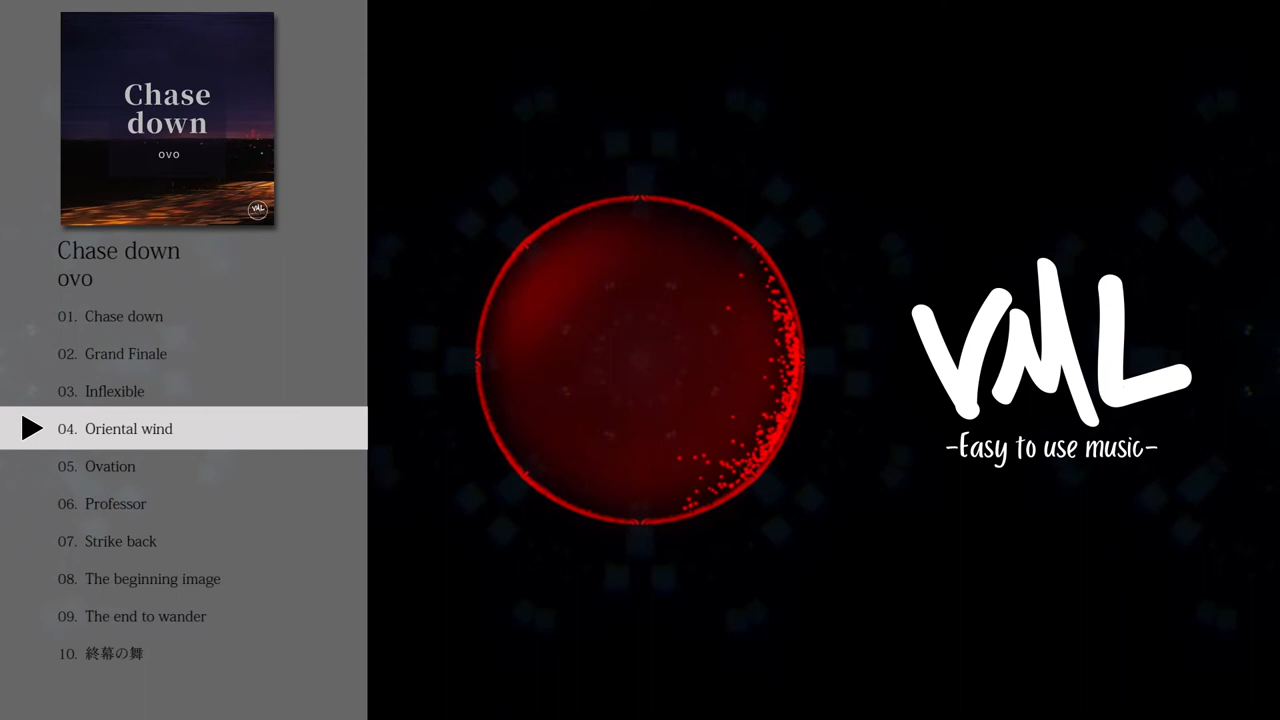 Chase
down
ovo
VML
Chase down
ovo
01. Chase down
02. Grand Finale
03. Inflexible
04. Oriental wind
05. Ovation
06. Professor
07. Strike back
08. The beginning image
09. The end to wander
10. 終幕の舞
VML
-Easy to use music-